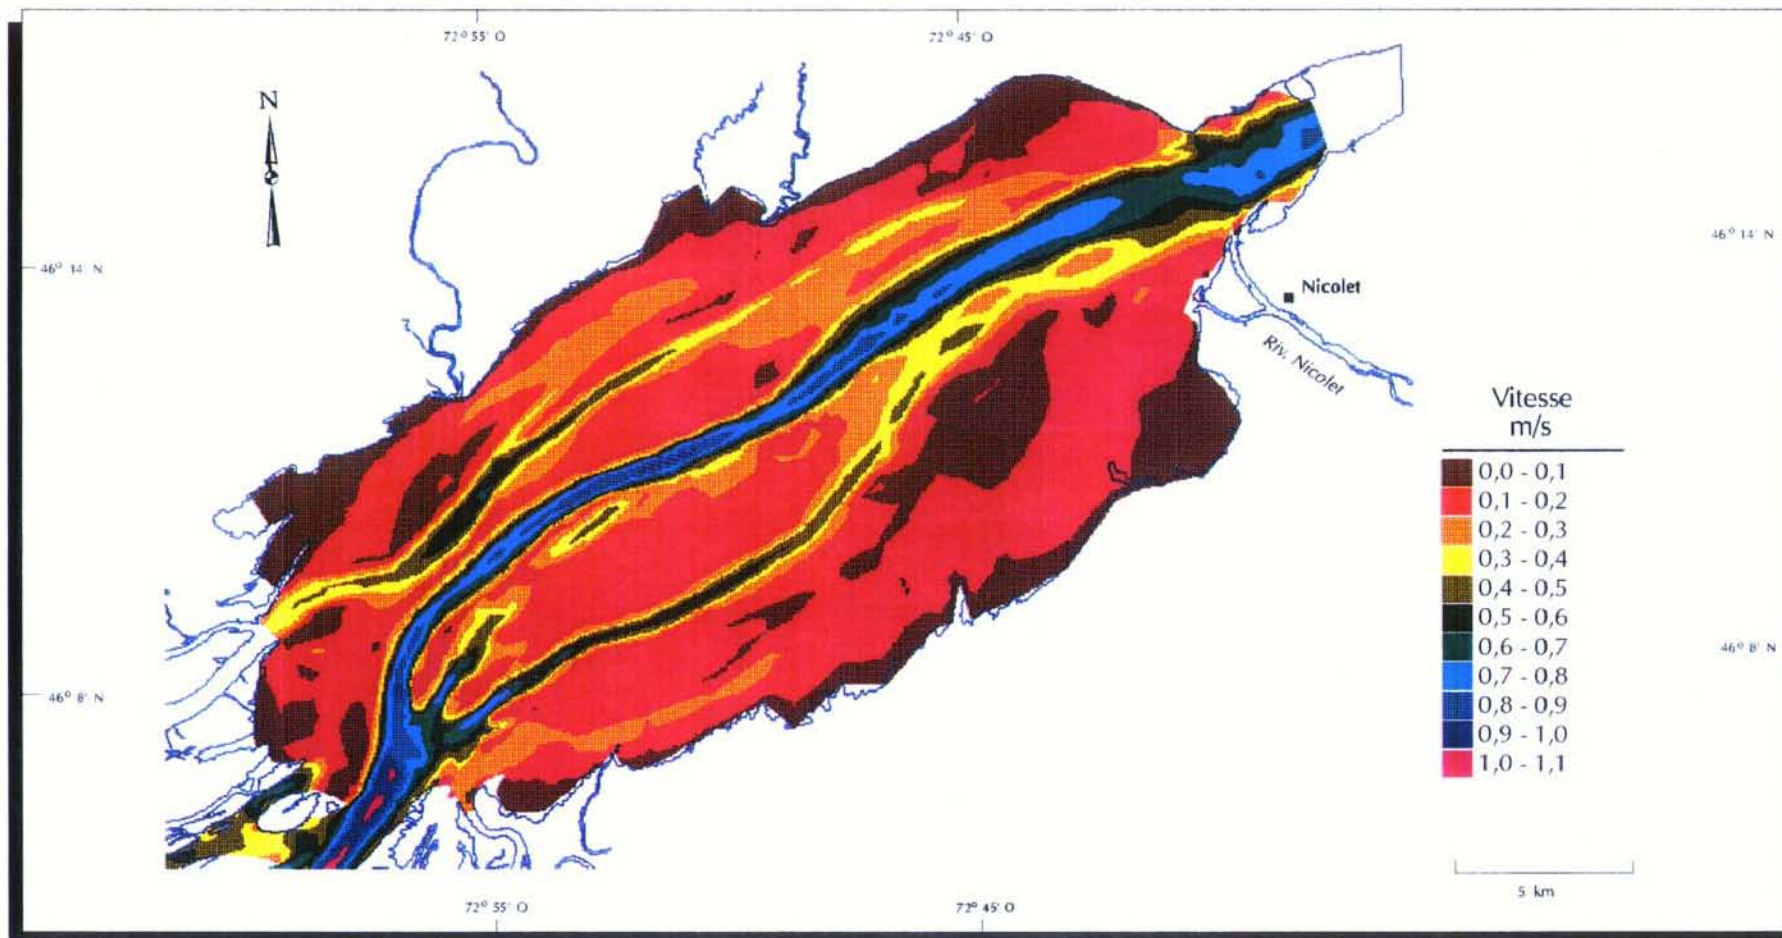 72° 55' O
72° 45' O
N
46° 14' N
46° 14' N
Nicolet
Riv. Nicolet
Vitesse
m/s
0,0 - 0,1
0,1 - 0,2
0,2 - 0,3
0,3 - 0,4
0,4 - 0,5
0,5 - 0,6
0,6 - 0,7
0,7 - 0,8
0,8 - 0,9
0,9 - 1,0
1,0 - 1,1
46° 8' N
46° 8' N
5 km
72° 55' O
72° 45' O